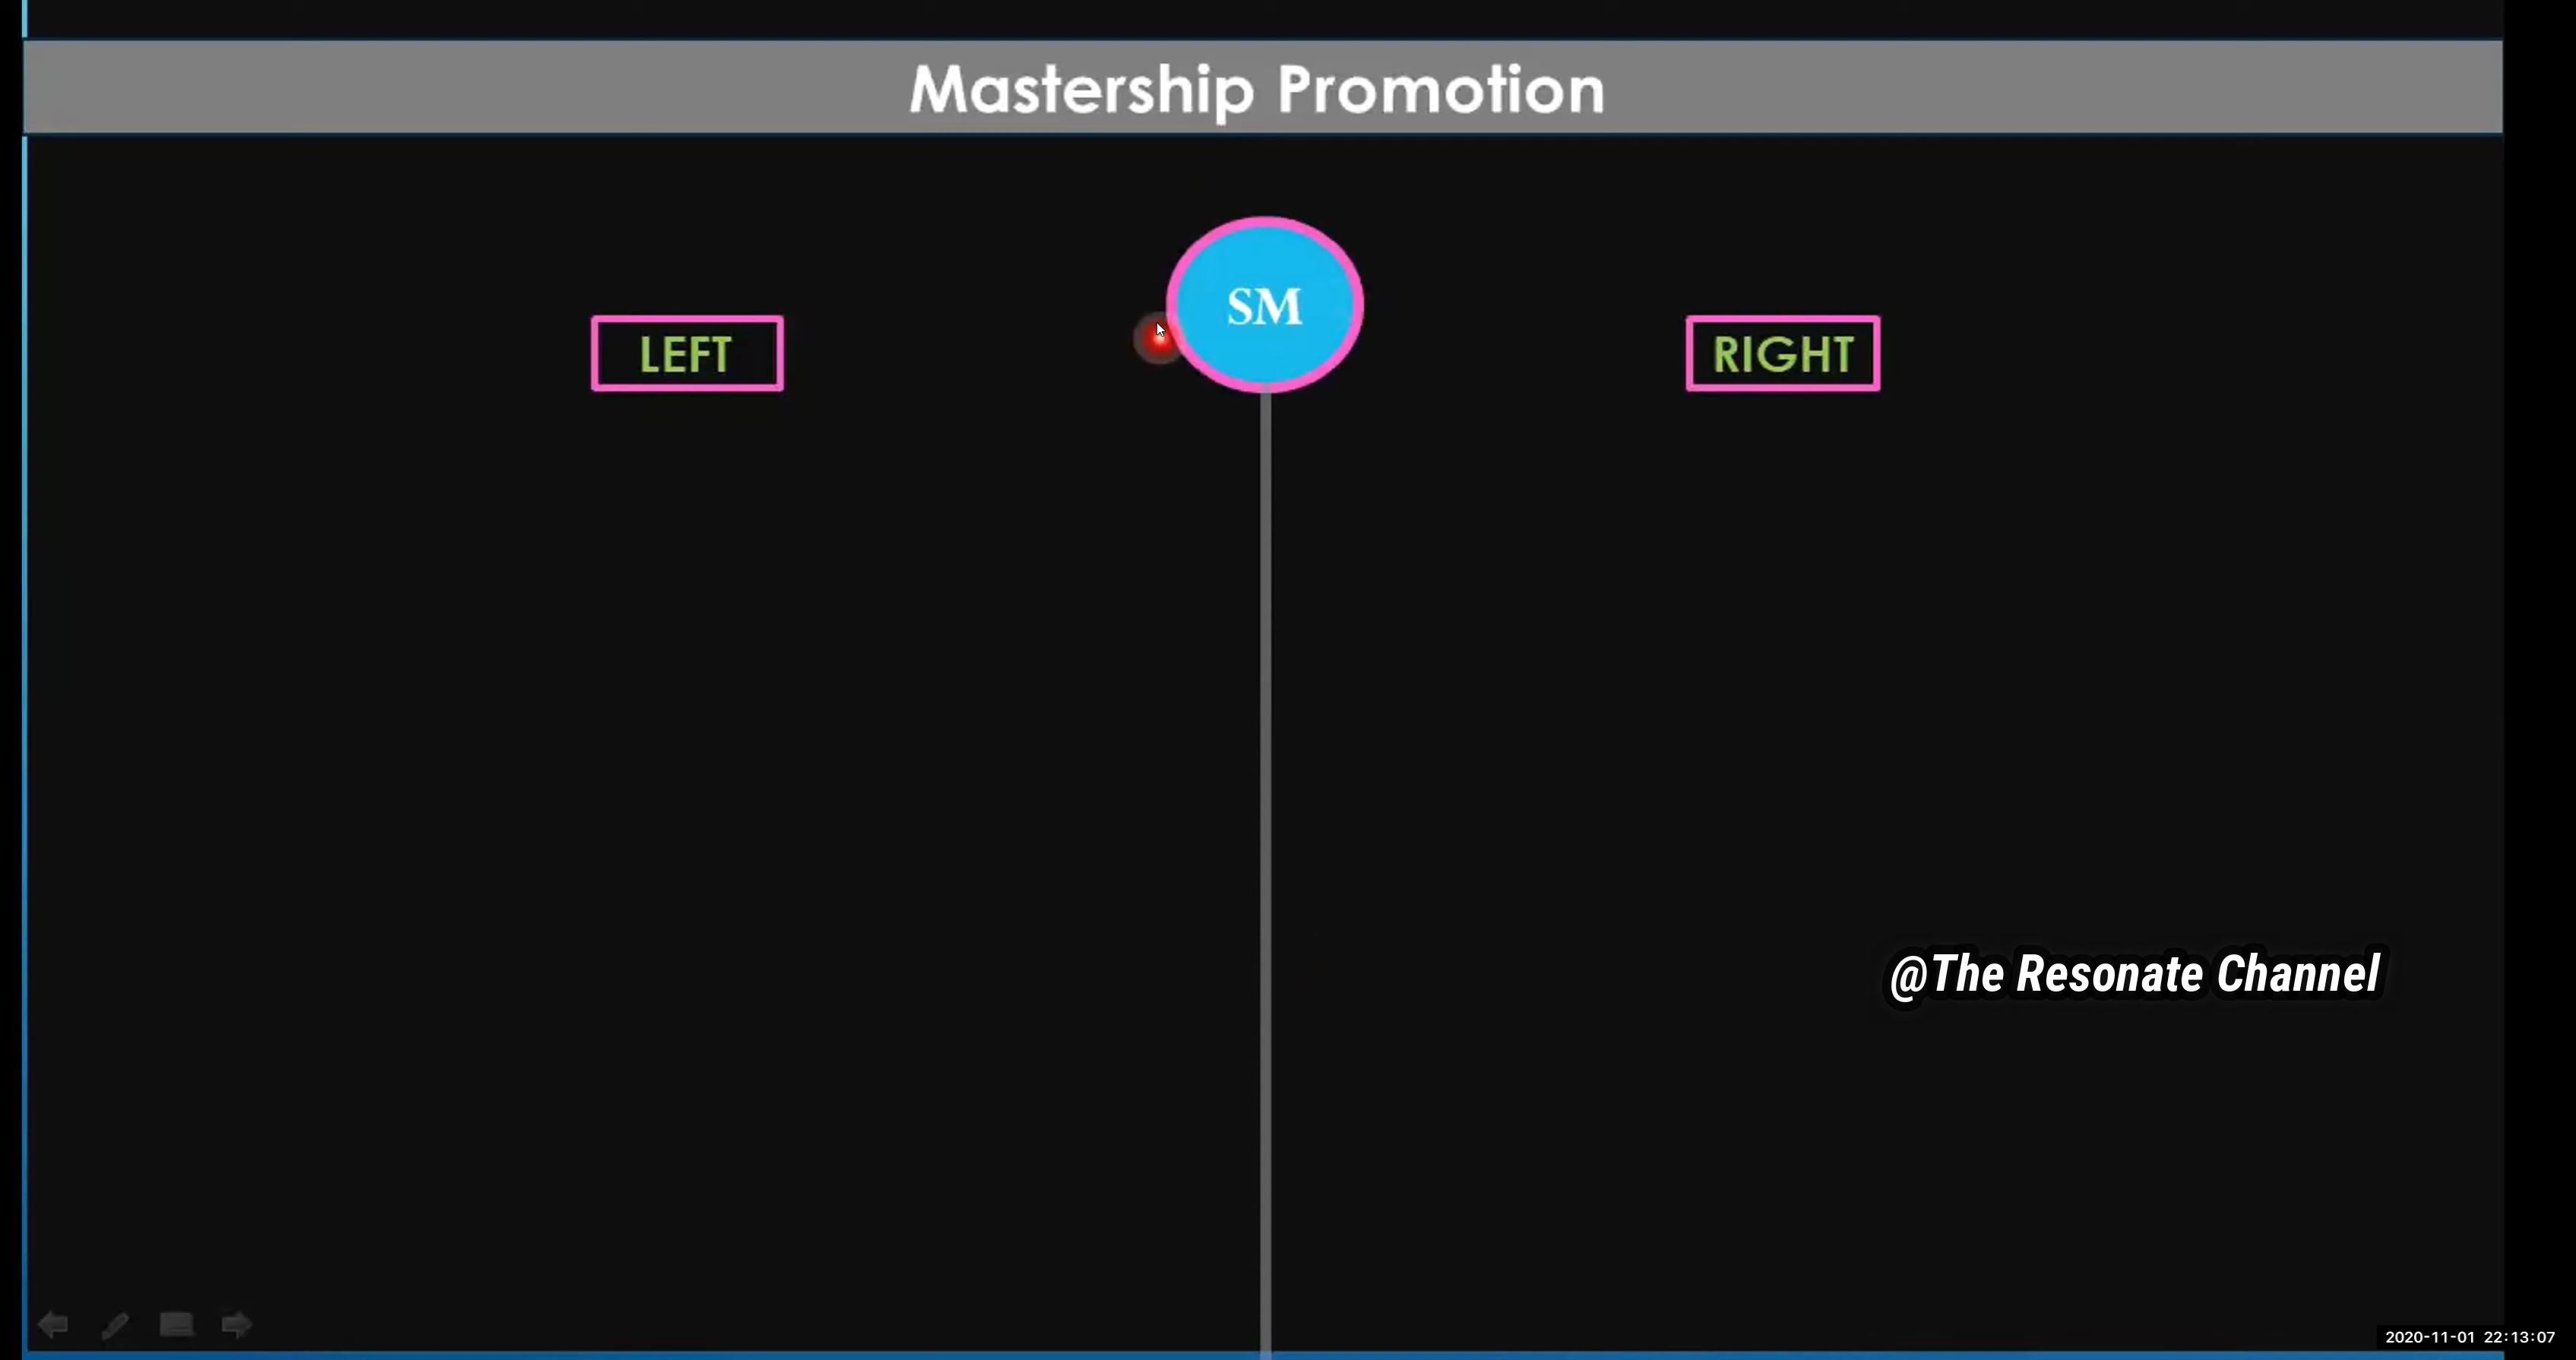 Mastership Promotion
SM
LEFT
RIGHT
@The Resonate Channel
2020-11-01 22:13:07